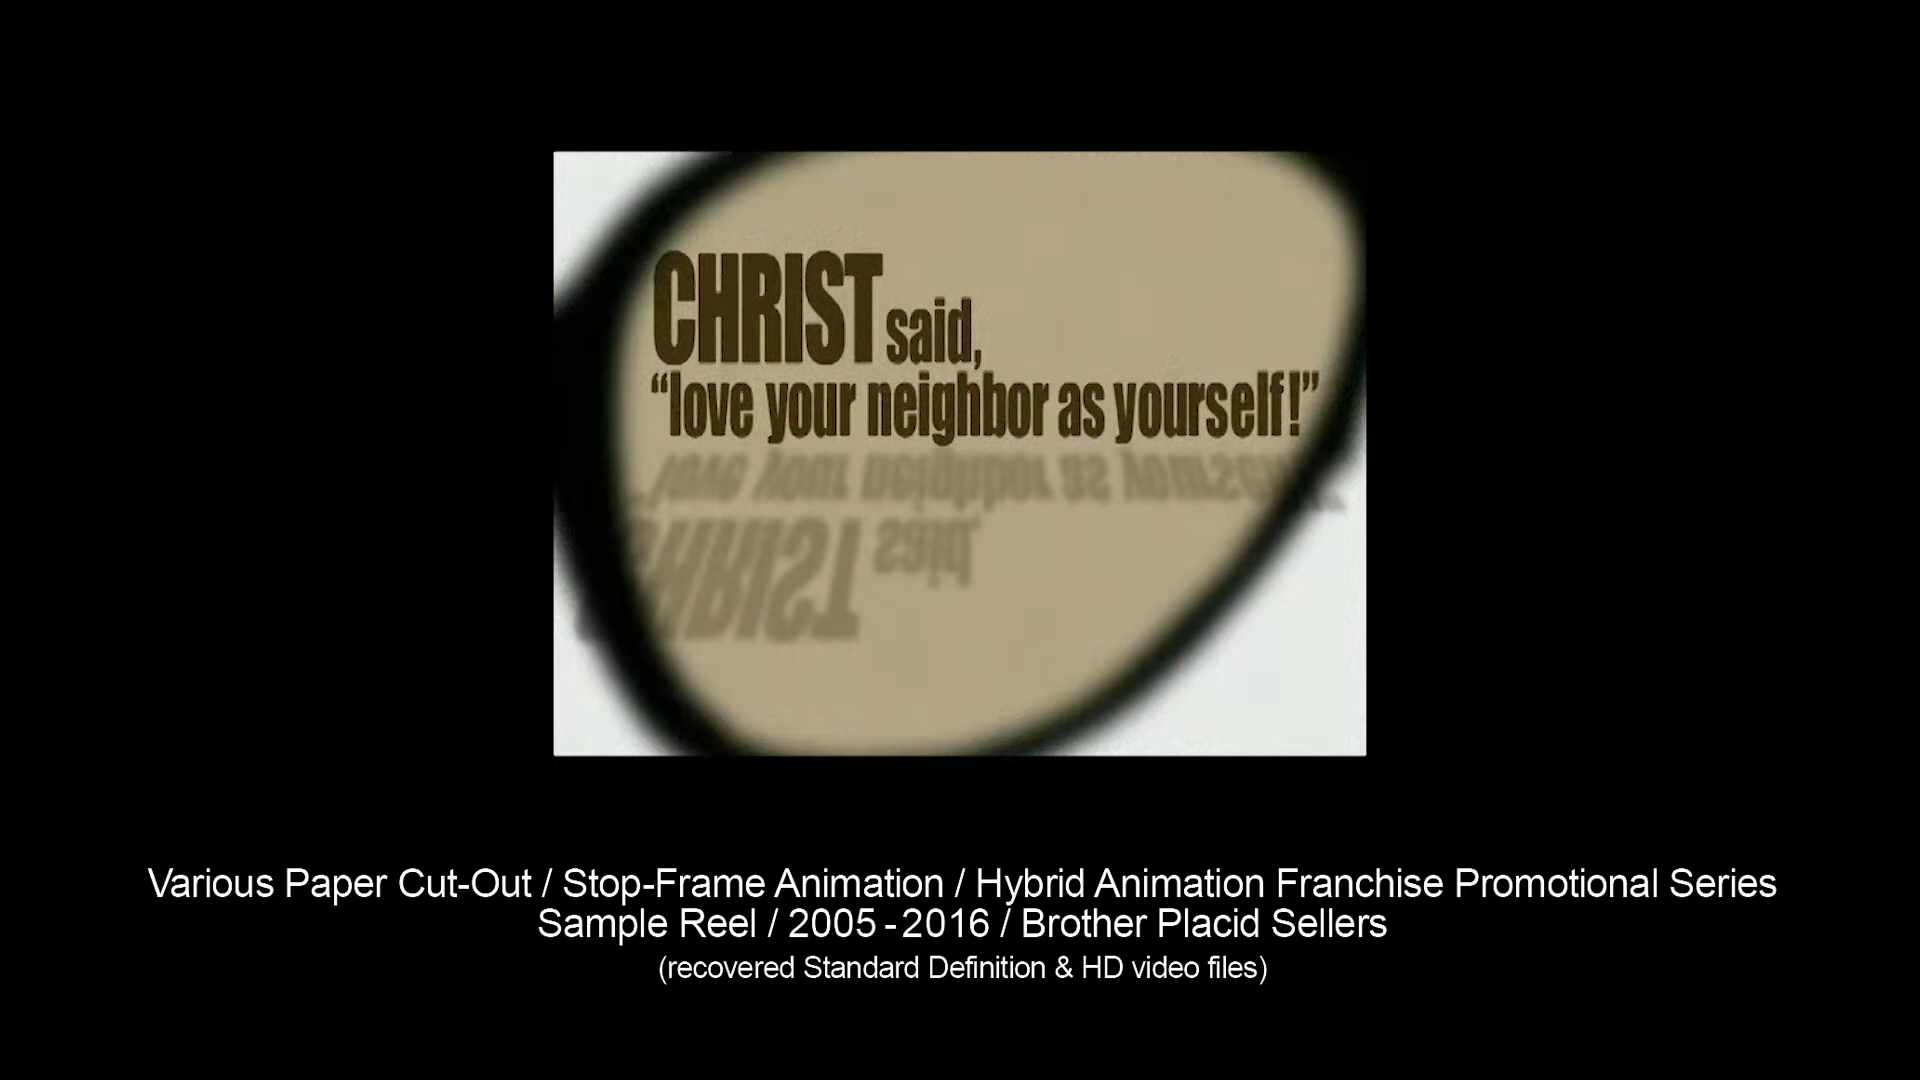 CHRIST said,
“love your neighbor as yourself!”
Various Paper Cut-Out / Stop-Frame Animation / Hybrid Animation Franchise Promotional Series
Sample Reel / 2005-2016 / Brother Placid Sellers
(recovered Standard Definition & HD video files)